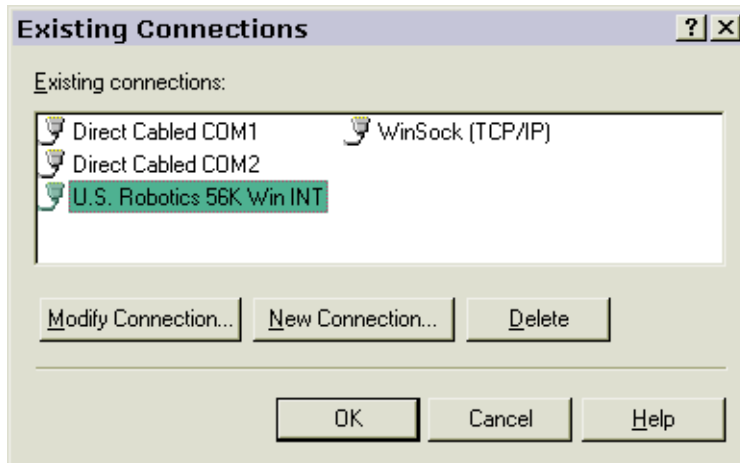 Existing Connections
Existing connections:
Direct Cabled COM1
WinSock (TCP/IP)
Direct Cabled COM2
U.S. Robotics 56K Win INT
Modify Connection... New Connection... Delete
OK Cancel Help